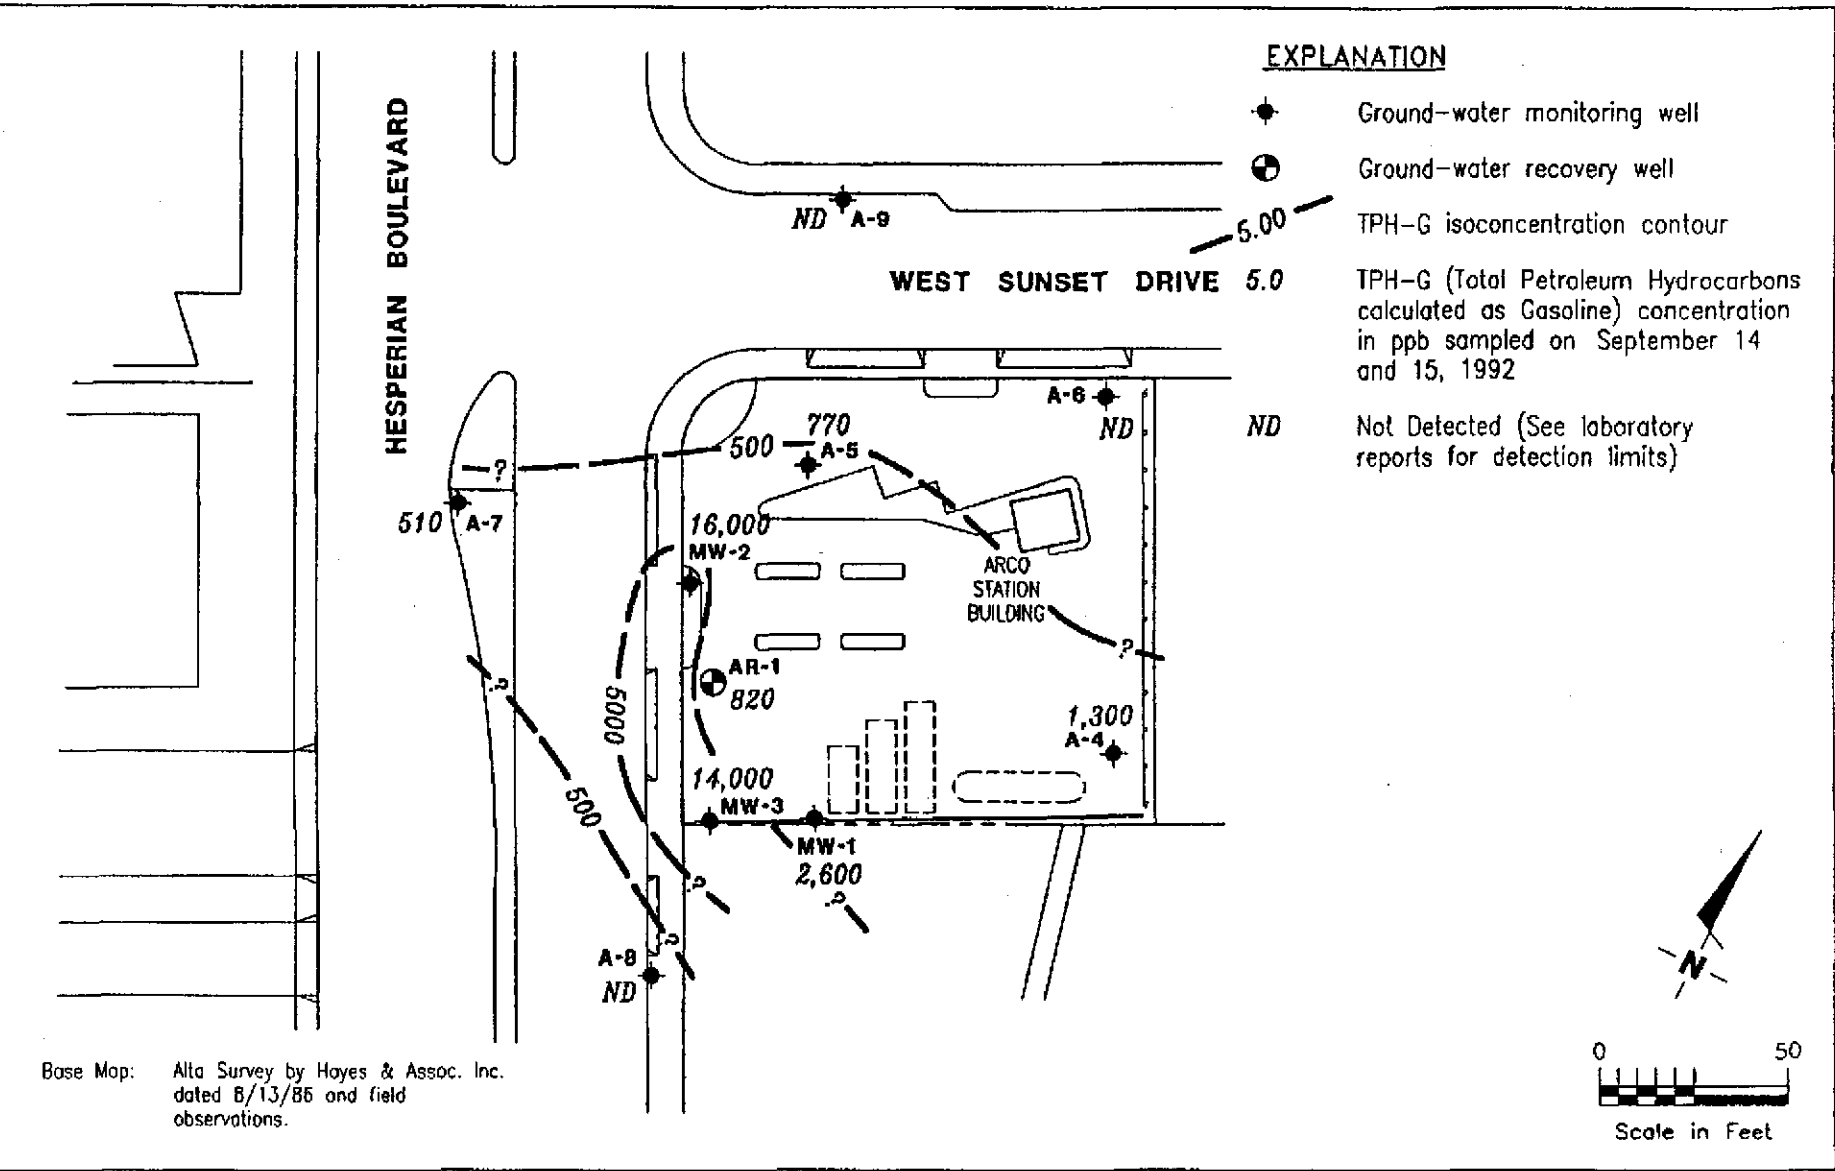 EXPLANATION
Ground-water monitoring well
Ground-water recovery well
5.00
TPH-G isoconcentration contour
5.0
TPH-G (Total Petroleum Hydrocarbons
calculated as Gasoline) concentration
in ppb sampled on September 14
and 15, 1992
ND
Not Detected (See laboratory
reports for detection limits)
HESPERIAN BOULEVARD
WEST SUNSET DRIVE
ND
A-9
A-6
ND
770
500
A-5
?
510
A-7
16,000
MW-2
ARCO
STATION
BUILDING
?
AR-1
820
?
5000
1,300
A-4
14,000
MW-3
500
MW-1
2,600
?
?
?
A-8
ND
N
Base Map:
Alta Survey by Hayes & Assoc. Inc.
dated 8/13/86 and field
observations.
0
50
Scale in Feet